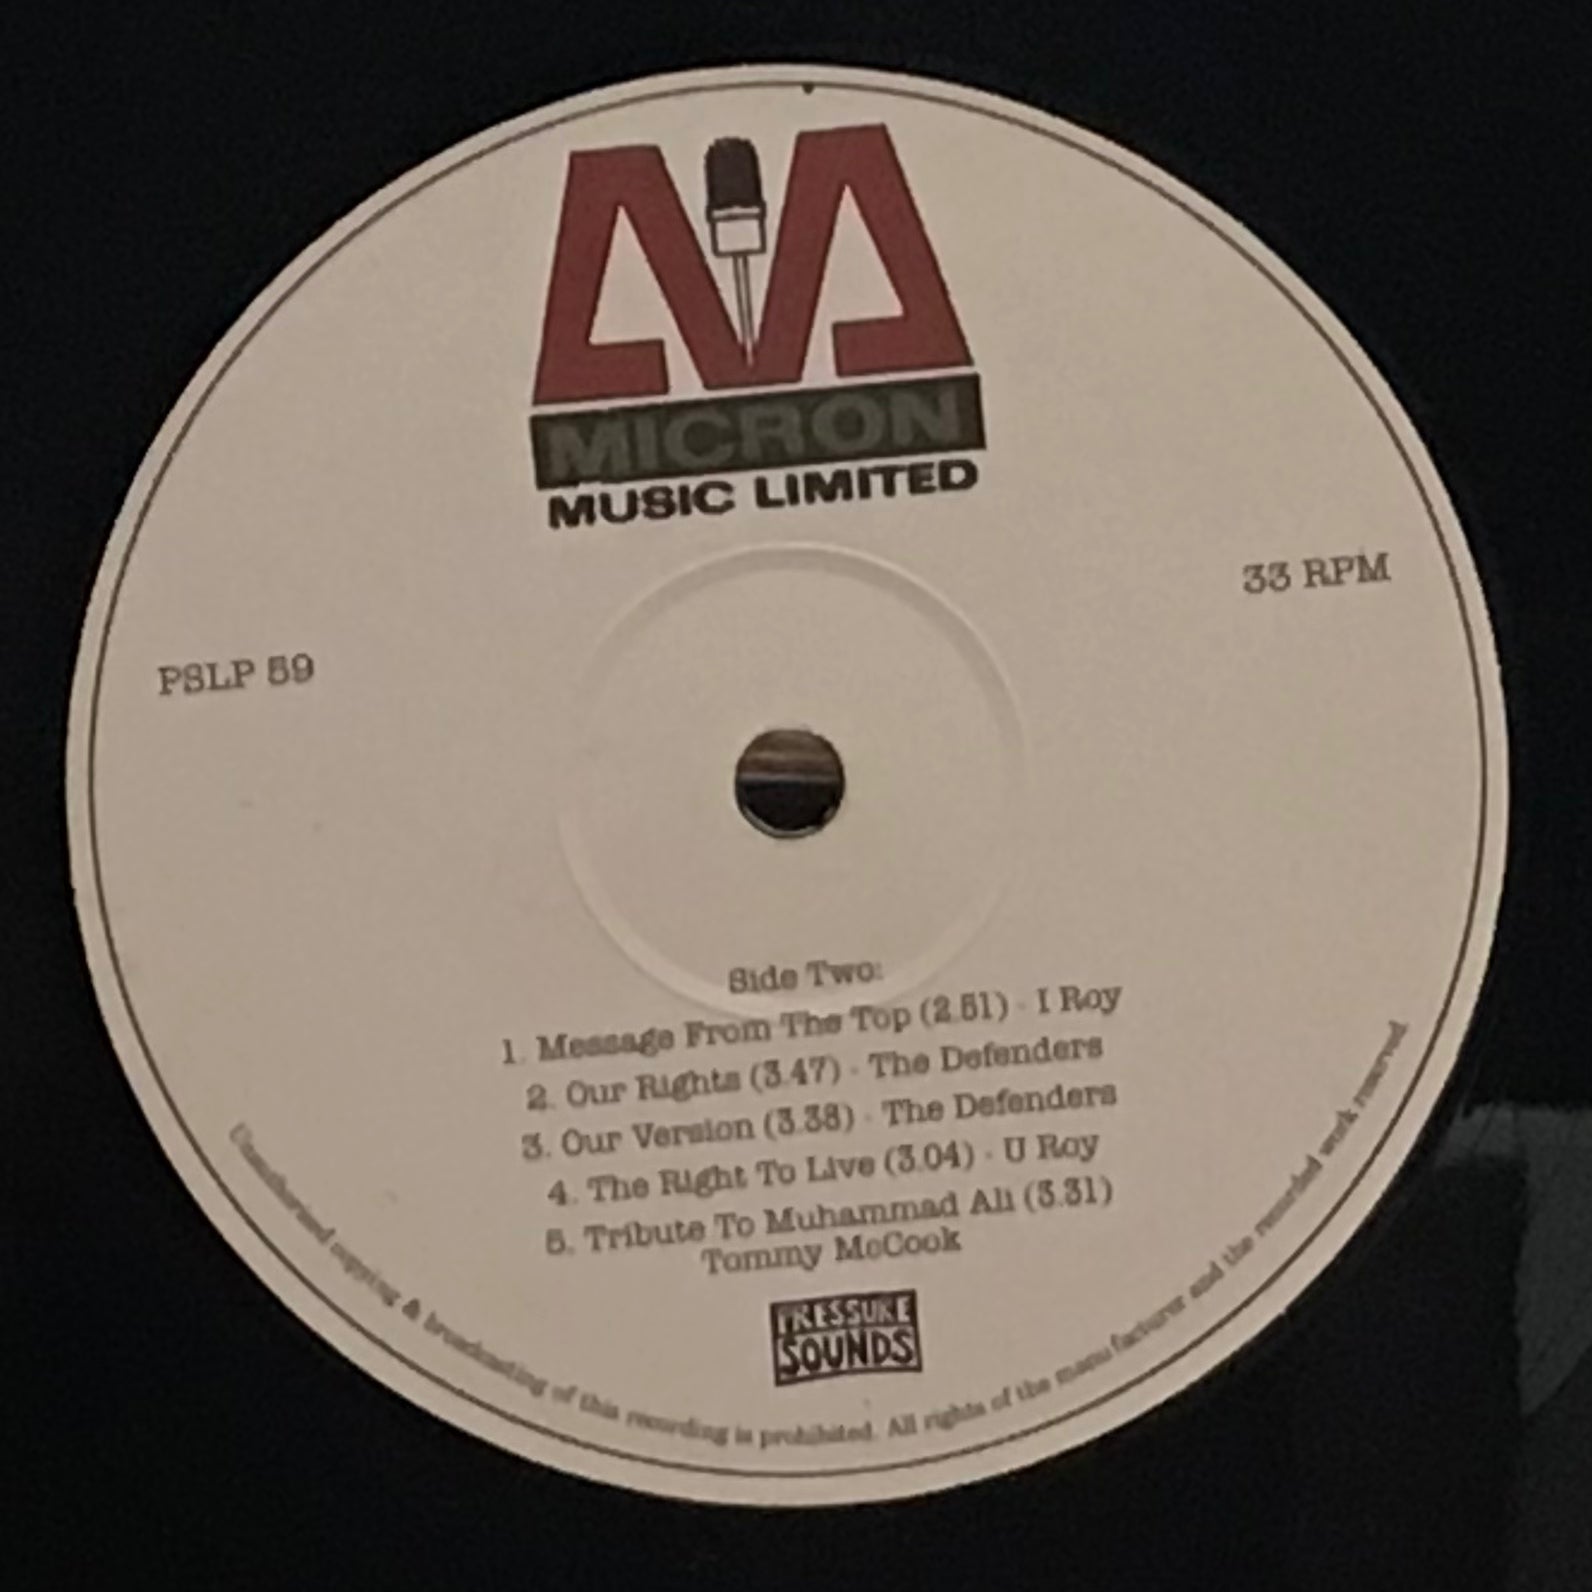 MICRON
MUSIC LIMITED
33 RPM
PSLP 59
Side Two:
1. Message From The Top (2.51) - I Roy
2. Our Rights (3.47) - The Defenders
3. Our Version (3.38) - The Defenders
4. The Right To Live (3.04) - U Roy
5. Tribute To Muhammad Ali (3.31)
Tommy McCook
PRESSURE
SOUNDS
Unauthorised copying & broadcasting of this recording is prohibited. All rights of the manufacturer and the recorded work reserved